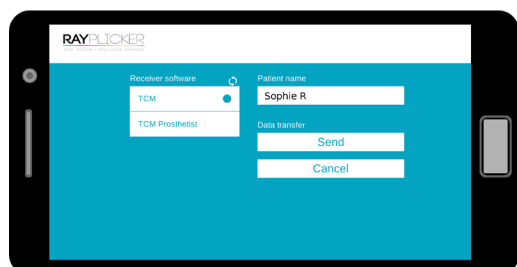 RAYPLICKER
Receiver software
TCM
TCM Prosthetist
Patient name
Sophie R
Data transfer
Send
Cancel